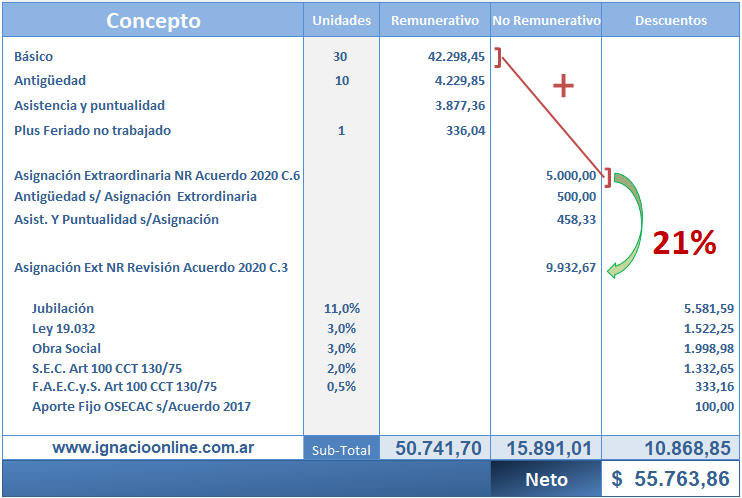 Concepto Unidades Remunerativo No Remunerativo Descuentos
Básico 30 42.298,45
+
Antigüedad 10 4.229,85
Asistencia y puntualidad 3.877,36
Plus Feriado no trabajado 1 336,04
Asignación Extraordinaria NR Acuerdo 2020 C.6 5.000,00
Antigüedad s/ Asignación Extrordinaria 500,00
Asist. Y Puntualidad s/Asignación 458,33
21%
Asignación Ext NR Revisión Acuerdo 2020 C.3 9.932,67
Jubilación 11,0% 5.581,59
Ley 19.032 3,0% 1.522,25
Obra Social 3,0% 1.998,98
S.E.C. Art 100 CCT 130/75 2,0% 1.332,65
F.A.E.C.y.S. Art 100 CCT 130/75 0,5% 333,16
Aporte Fijo OSECAC s/Acuerdo 2017 100,00
www.ignacioonline.com.ar Sub-Total 50.741,70 15.891,01 10.868,85
Neto $ 55.763,86